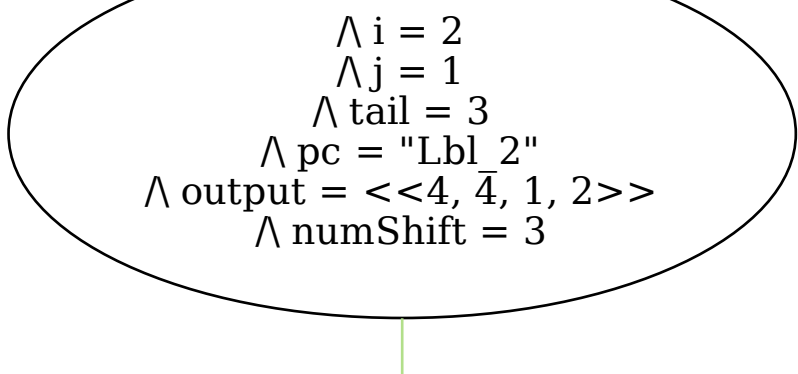 /\ i = 2
/\ j = 1
/\ tail = 3
/\ pc = "Lbl_2"
/\ output = <<4, 4, 1, 2>>
/\ numShift = 3